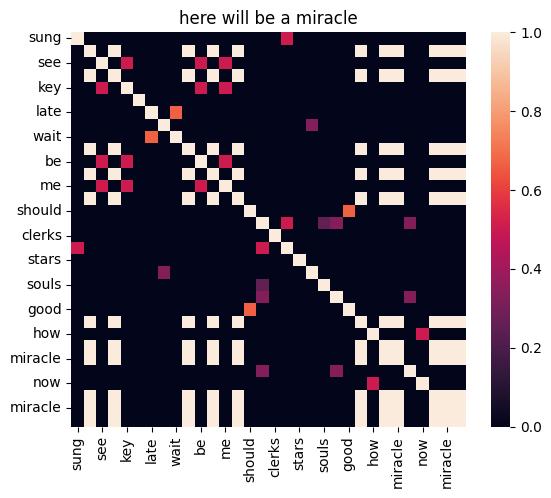 here will be a miracle
sung
see
key
late
wait
be
me
should
clerks
stars
souls
good
how
miracle
now
miracle
sung
see
key
late
wait
be
me
should
clerks
stars
souls
good
how
miracle
now
miracle
1.0
0.8
0.6
0.4
0.2
0.0